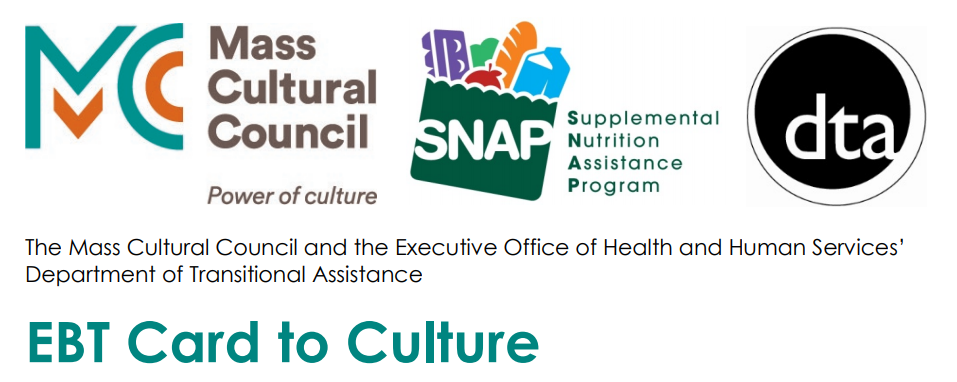 Mass
Cultural
Council
Power of culture
SNAP
Supplemental
Nutrition
Assistance
Program
dta
The Mass Cultural Council and the Executive Office of Health and Human Services’
Department of Transitional Assistance
EBT Card to Culture